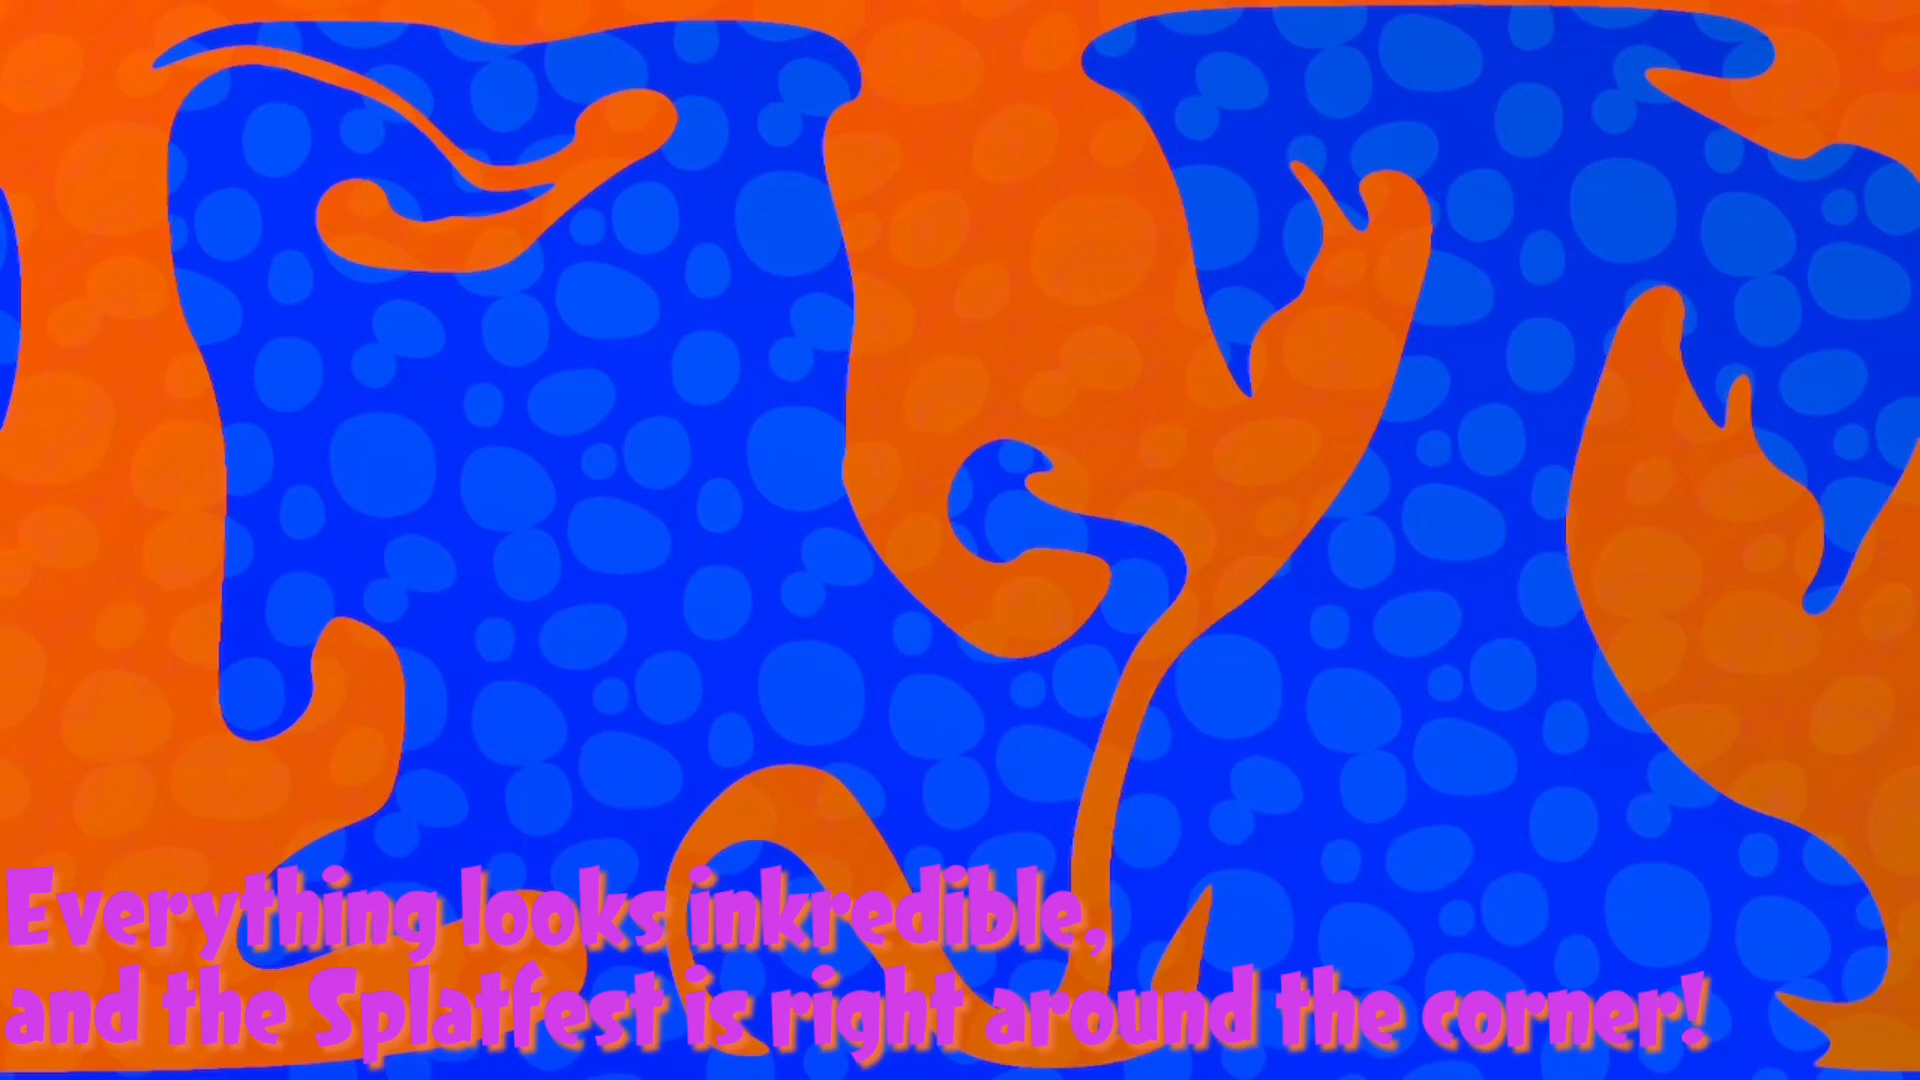 Everything looks inkredible,
and the Splatfest is right around the corner!